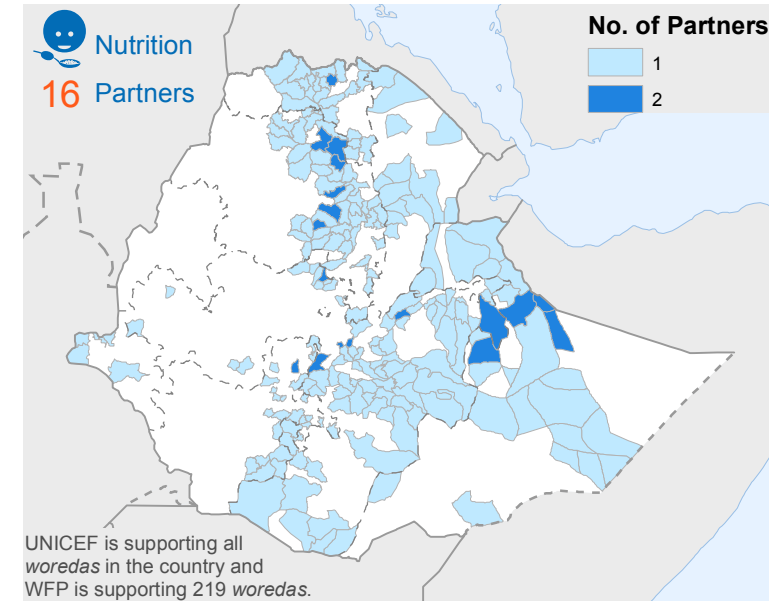 Nutrition
16 Partners
No. of Partners
1
2
UNICEF is supporting all
woredas in the country and
WFP is supporting 219 woredas.